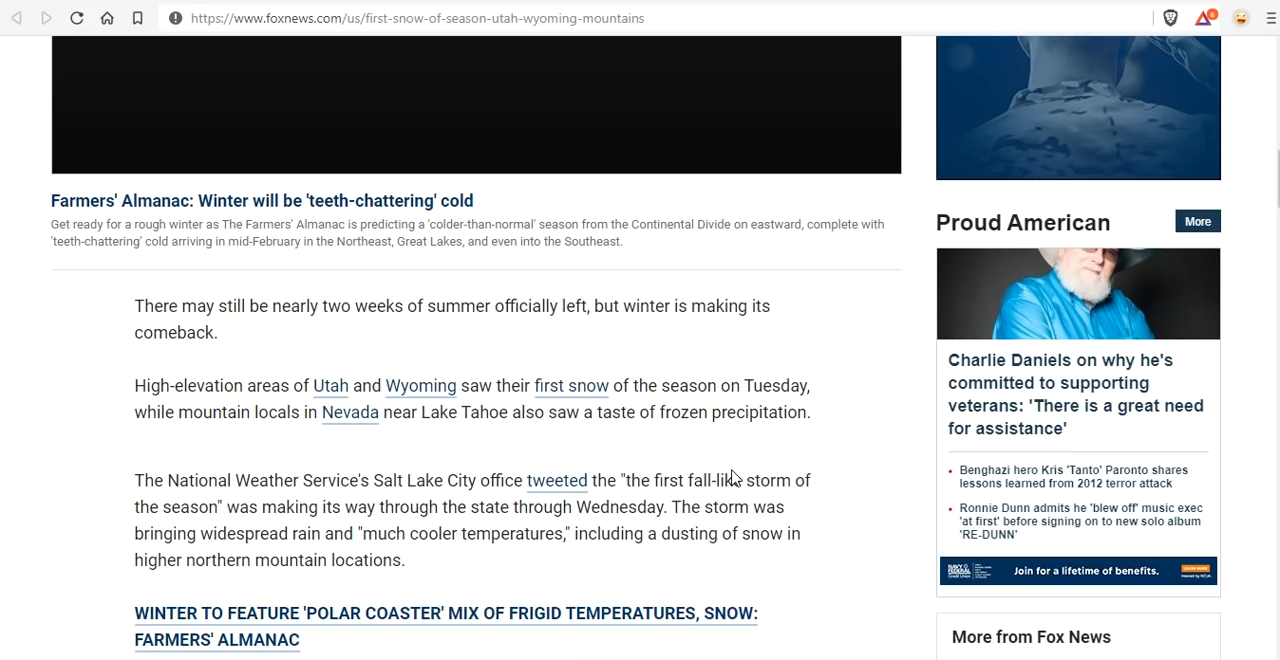 https://www.foxnews.com/us/first-snow-of-season-utah-wyoming-mountains
6
Farmers' Almanac: Winter will be 'teeth-chattering' cold
Get ready for a rough winter as The Farmers' Almanac is predicting a 'colder-than-normal' season from the Continental Divide on eastward, complete with
'teeth-chattering' cold arriving in mid-February in the Northeast, Great Lakes, and even into the Southeast.
There may still be nearly two weeks of summer officially left, but winter is making its
comeback.
High-elevation areas of Utah and Wyoming saw their first snow of the season on Tuesday,
while mountain locals in Nevada near Lake Tahoe also saw a taste of frozen precipitation.
The National Weather Service's Salt Lake City office tweeted the "the first fall-like storm of
the season" was making its way through the state through Wednesday. The storm was
bringing widespread rain and "much cooler temperatures," including a dusting of snow in
higher northern mountain locations.
WINTER TO FEATURE 'POLAR COASTER' MIX OF FRIGID TEMPERATURES, SNOW:
FARMERS' ALMANAC
Proud American
More
Charlie Daniels on why he's
committed to supporting
veterans: 'There is a great need
for assistance'
Benghazi hero Kris 'Tanto' Paronto shares
lessons learned from 2012 terror attack
Ronnie Dunn admits he 'blew off' music exec
'at first' before signing on to new solo album
'RE-DUNN'
NAVY
FEDERAL
Credit Union
Join for a lifetime of benefits.
LEARN MORE
More from Fox News